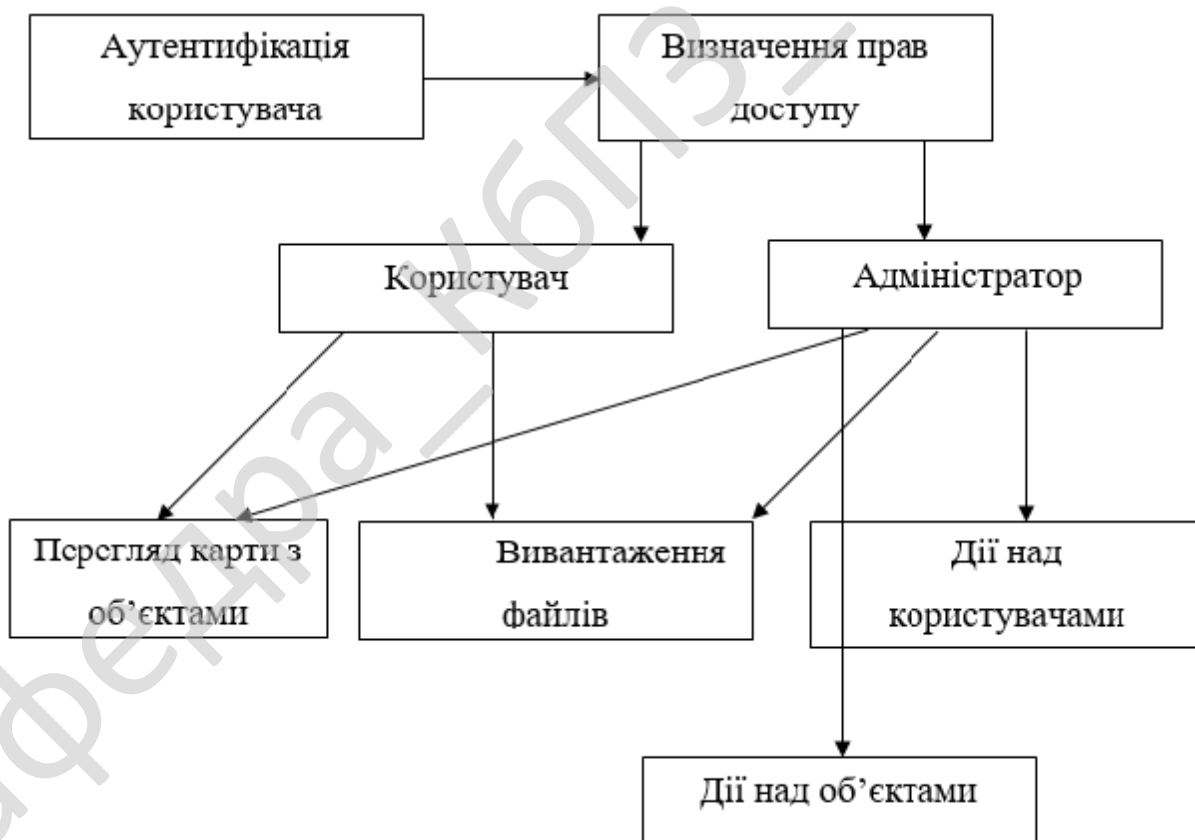 Аутентифікація
користувача
Визначення прав
доступу
Користувач
Адміністратор
Перегляд карти з
об’єктами
Вивантаження
файлів
Дії над
користувачами
Дії над об’єктами
федра_КбПЗ_